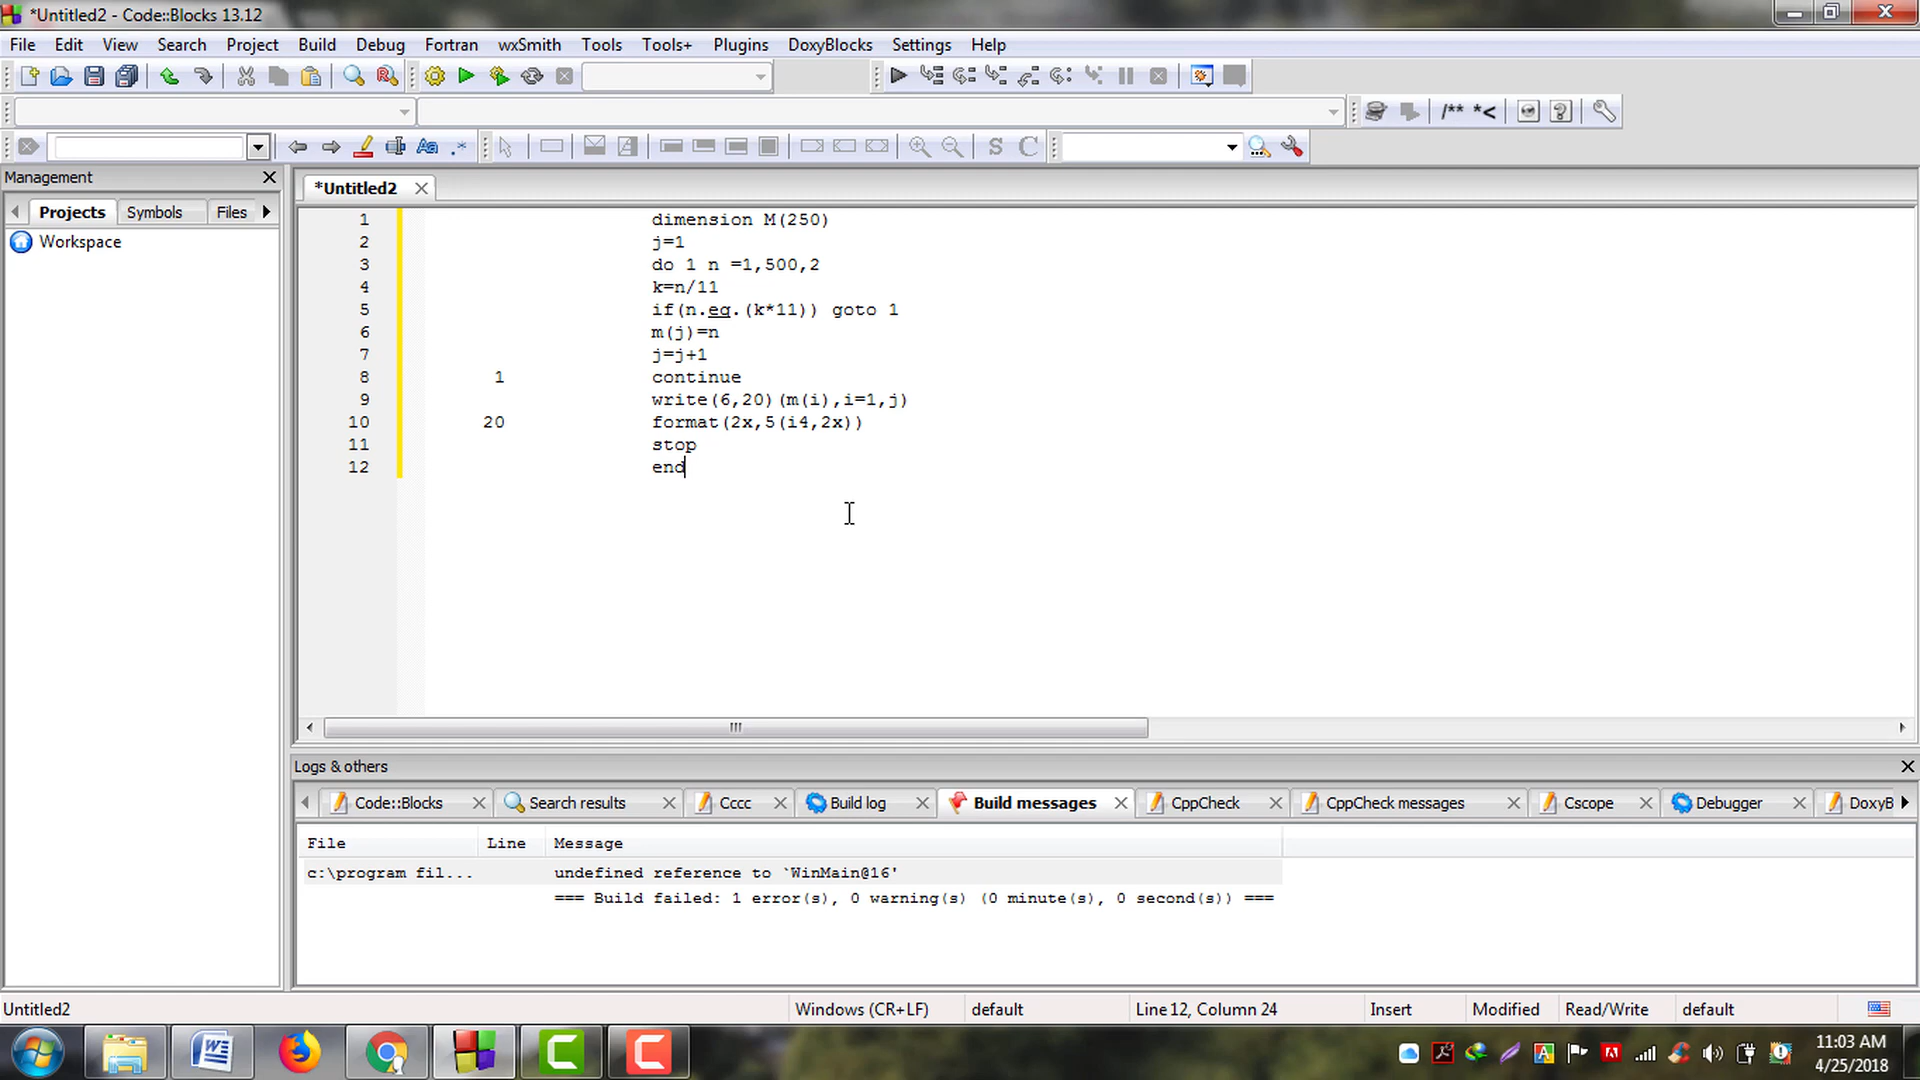 *Untitled2 - Code::Blocks 13.12
File Edit View Search Project Build Debug Fortran wxSmith Tools Tools+ Plugins DoxyBlocks Settings Help
/** *<
Aa .*
S C
Management
*Untitled2
Projects Symbols Files
Workspace
1 dimension M(250)
2 j=1
3 do 1 n =1,500,2
4 k=n/11
5 if(n.eq.(k*11)) goto 1
6 m(j)=n
7 j=j+1
8 1 continue
9 write(6,20)(m(i),i=1,j)
10 20 format(2x,5(i4,2x))
11 stop
12 end
Logs & others
Code::Blocks Search results Cccc Build log Build messages CppCheck CppCheck messages Cscope Debugger DoxyB
File Line Message
c:\program fil... undefined reference to `WinMain@16'
=== Build failed: 1 error(s), 0 warning(s) (0 minute(s), 0 second(s)) ===
Untitled2 Windows (CR+LF) default Line 12, Column 24 Insert Modified Read/Write default
11:03 AM
4/25/2018